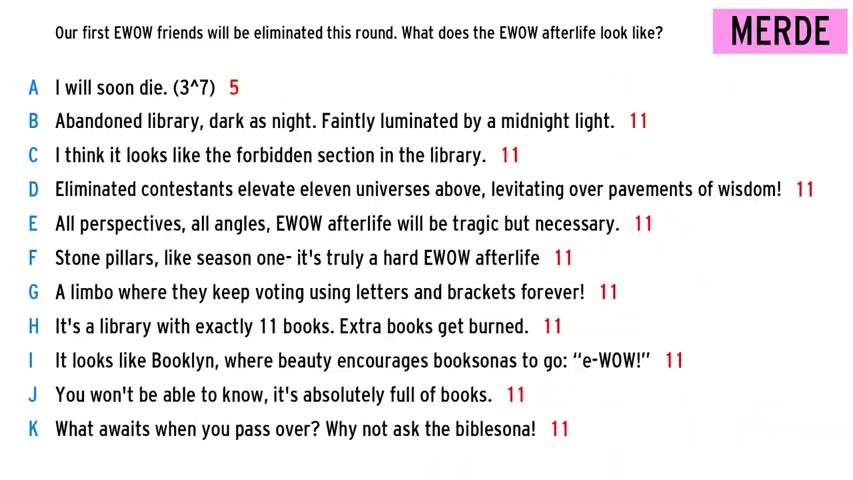 Our first EWOW friends will be eliminated this round. What does the EWOW afterlife look like?
MERDE
A I will soon die. (3^7) 5
B Abandoned library, dark as night. Faintly luminated by a midnight light. 11
C I think it looks like the forbidden section in the library. 11
D Eliminated contestants elevate eleven universes above, levitating over pavements of wisdom! 11
E All perspectives, all angles, EWOW afterlife will be tragic but necessary. 11
F Stone pillars, like season one- it's truly a hard EWOW afterlife 11
G A limbo where they keep voting using letters and brackets forever! 11
H It's a library with exactly 11 books. Extra books get burned. 11
I It looks like Booklyn, where beauty encourages booksonas to go: “e-WOW!” 11
J You won't be able to know, it's absolutely full of books. 11
K What awaits when you pass over? Why not ask the biblesona! 11